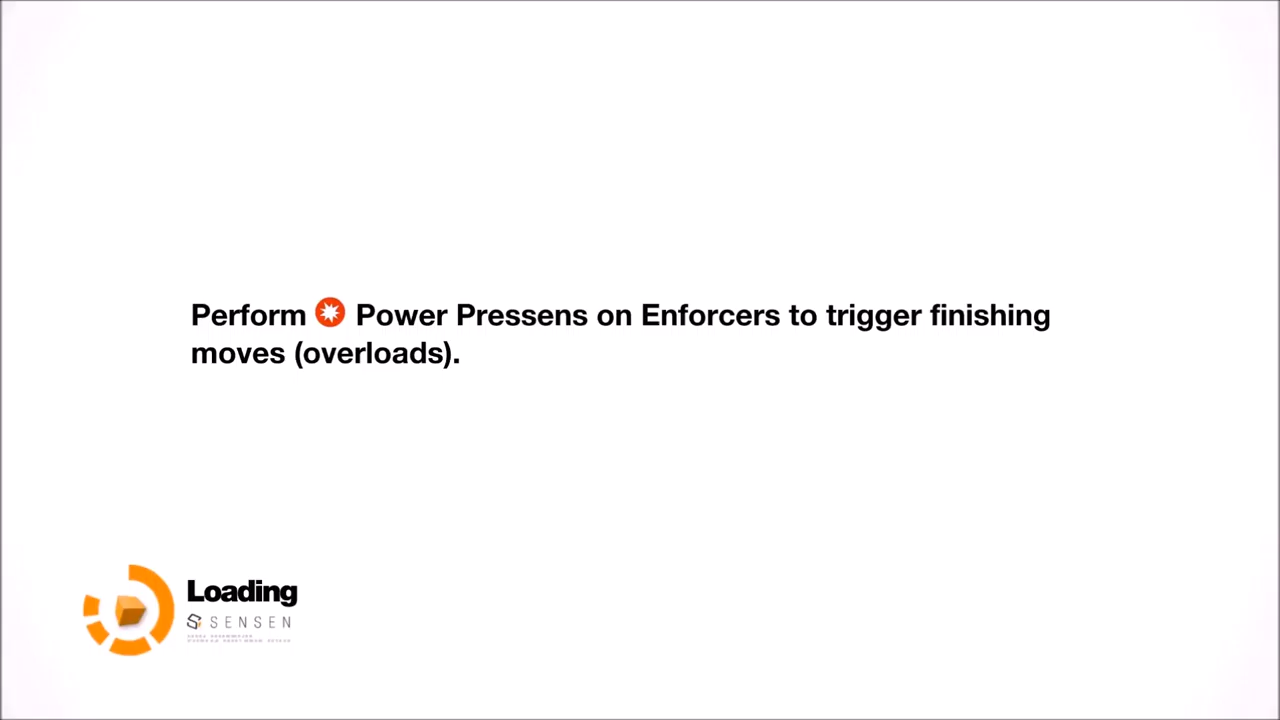 Perform Power Pressens on Enforcers to trigger finishing
moves (overloads).
Loading
SENSEN